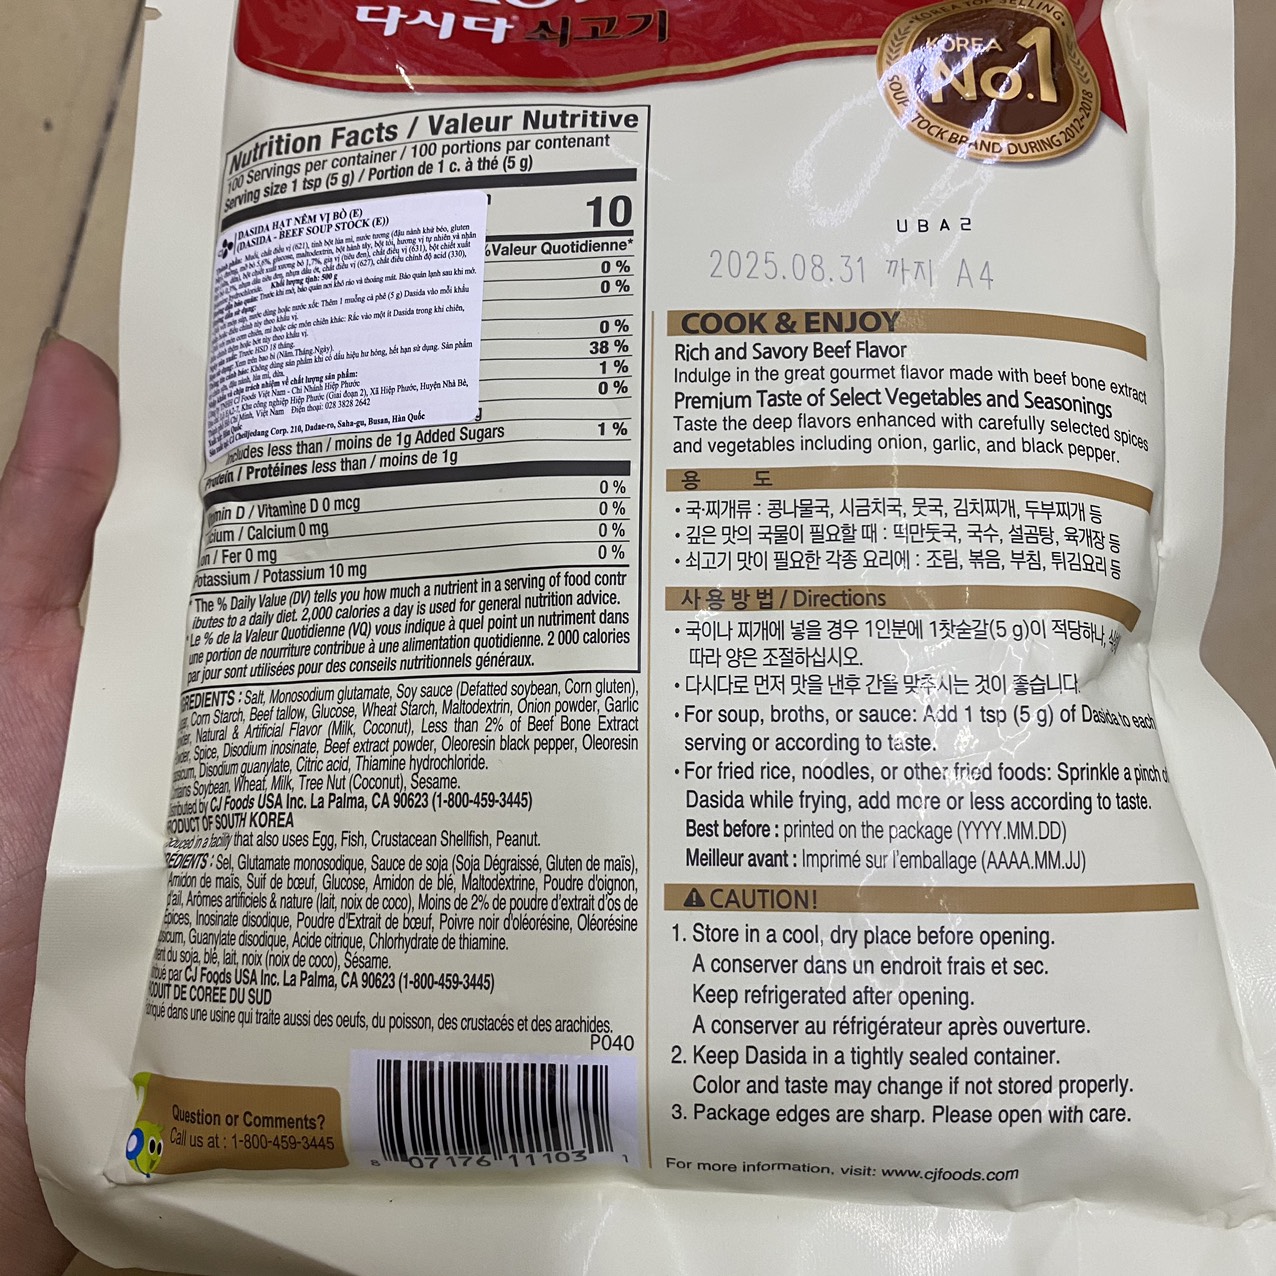 다시다 쇠고기
KOREA TOP SELLING
KOREA
No.1
SOUP STOCK BRAND DURING 2012-2018
Nutrition Facts / Valeur Nutritive
100 Servings per container / 100 portions par contenant
Serving size 1 tsp (5 g) / Portion de 1 c. à thé (5 g)
10
Valeur Quotidienne*
0 %
0 %
0 %
38 %
1 %
0 %
DASIDA HẠT NÊM VỊ BÒ (E)
(DASIDA - BEEF SOUP STOCK (E))
Khối lượng tịnh: 500 g
Trước HSD 18 tháng.
Điện thoại: 028 3828 2642
Cheiljedang Corp. 210, Dadae-ro, Saha-gu, Busan, Hàn Quốc
less than / moins de 1g Added Sugars 1 %
Protein / Protéines less than / moins de 1g
D / Vitamine D 0 mcg 0 %
/ Calcium 0 mg 0 %
/ Fer 0 mg 0 %
Potassium / Potassium 10 mg 0 %
* The % Daily Value (DV) tells you how much a nutrient in a serving of food contr
ibutes to a daily diet. 2,000 calories a day is used for general nutrition advice.
* Le % de la Valeur Quotidienne (VQ) vous indique à quel point un nutriment dans
une portion de nourriture contribue à une alimentation quotidienne. 2 000 calories
par jour sont utilisées pour des conseils nutritionnels généraux.
: Salt, Monosodium glutamate, Soy sauce (Defatted soybean, Corn gluten),
Corn Starch, Beef tallow, Glucose, Wheat Starch, Maltodextrin, Onion powder, Garlic
Natural & Artificial Flavor (Milk, Coconut), Less than 2% of Beef Bone Extract
Spice, Disodium inosinate, Beef extract powder, Oleoresin black pepper, Oleoresin
Disodium guanylate, Citric acid, Thiamine hydrochloride.
Soybean, Wheat, Milk, Tree Nut (Coconut), Sesame.
by CJ Foods USA Inc. La Palma, CA 90623 (1-800-459-3445)
PRODUCT OF SOUTH KOREA
in a facility that also uses Egg, Fish, Crustacean Shellfish, Peanut.
: Sel, Glutamate monosodique, Sauce de soja (Soja Dégraissé, Gluten de maïs),
Amidon de maïs, Suif de bœuf, Glucose, Amidon de blé, Maltodextrine, Poudre d'oignon,
d'ail, Arômes artificiels & nature (lait, noix de coco), Moins de 2% de poudre d'extrait d'os de
Épices, Inosinate disodique, Poudre d'Extrait de bœuf, Poivre noir d'oléorésine, Oléorésine
Guanylate disodique, Acide citrique, Chlorhydrate de thiamine.
du soja, blé, lait, noix (noix de coco), Sésame.
par CJ Foods USA Inc. La Palma, CA 90623 (1-800-459-3445)
PRODUIT DE CORÉE DU SUD
dans une usine qui traite aussi des oeufs, du poisson, des crustacés et des arachides.
P040
Question or Comments?
Call us at : 1-800-459-3445
8 07176 11103 1
UBA2
2025.08.31 까지 A4
COOK & ENJOY
Rich and Savory Beef Flavor
Indulge in the great gourmet flavor made with beef bone extract
Premium Taste of Select Vegetables and Seasonings
Taste the deep flavors enhanced with carefully selected spices
and vegetables including onion, garlic, and black pepper.
용 도
• 국·찌개류 : 콩나물국, 시금치국, 뭇국, 김치찌개, 두부찌개 등
• 깊은 맛의 국물이 필요할 때 : 떡만둣국, 국수, 설곰탕, 육개장 등
• 쇠고기 맛이 필요한 각종 요리에 : 조림, 볶음, 부침, 튀김요리 등
사용방법 / Directions
• 국이나 찌개에 넣을 경우 1인분에 1찻숟갈(5 g)이 적당하나,
따라 양은 조절하십시오.
• 다시다로 먼저 맛을 낸후 간을 맞추시는 것이 좋습니다.
• For soup, broths, or sauce: Add 1 tsp (5 g) of Dasida to each
serving or according to taste.
• For fried rice, noodles, or other fried foods: Sprinkle a pinch
Dasida while frying, add more or less according to taste.
Best before : printed on the package (YYYY.MM.DD)
Meilleur avant : Imprimé sur l'emballage (AAAA.MM.JJ)
CAUTION!
1. Store in a cool, dry place before opening.
A conserver dans un endroit frais et sec.
Keep refrigerated after opening.
A conserver au réfrigérateur après ouverture.
2. Keep Dasida in a tightly sealed container.
Color and taste may change if not stored properly.
3. Package edges are sharp. Please open with care.
For more information, visit: www.cjfoods.com